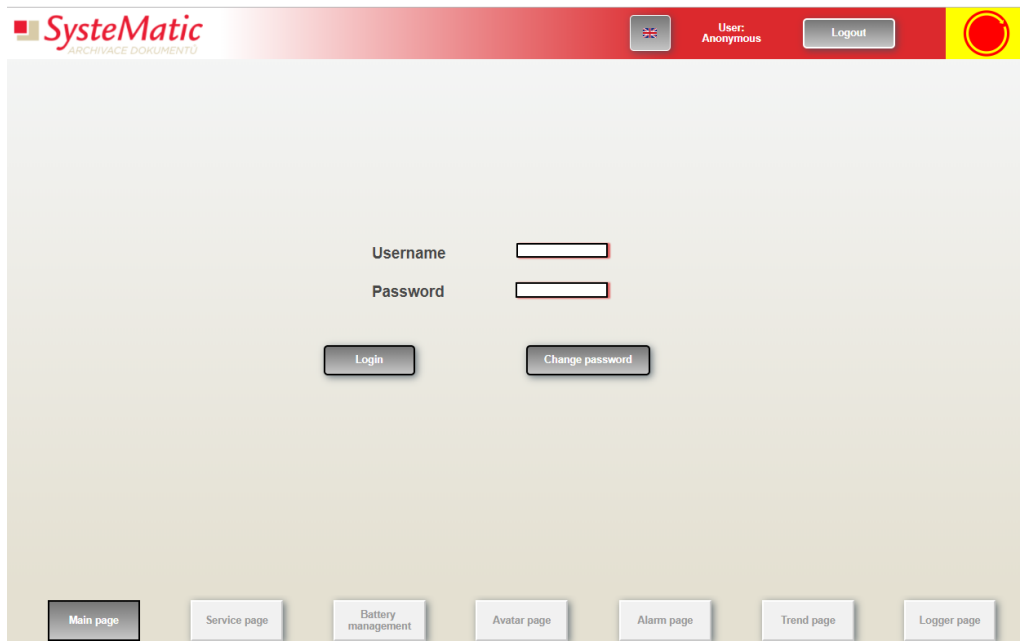 SysteMatic
ARCHIVACE DOKUMENTŮ
User:
Anonymous
Logout
Username
Password
Login
Change password
Main page
Service page
Battery
management
Avatar page
Alarm page
Trend page
Logger page